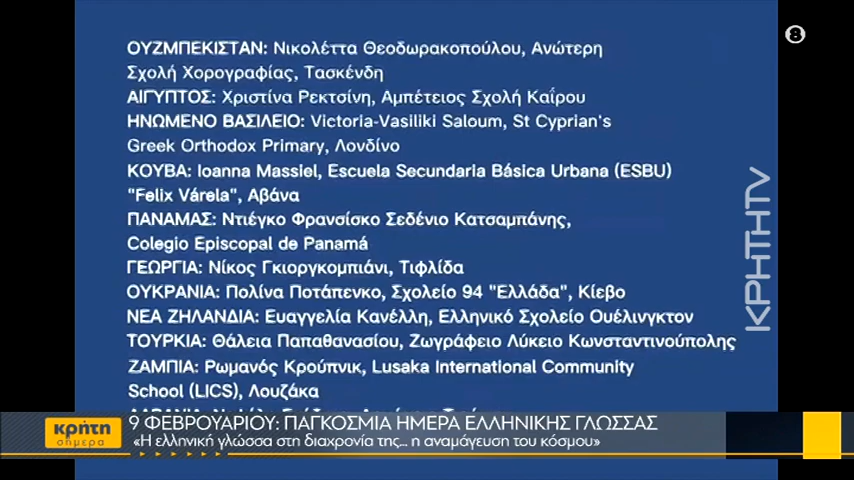 ΟΥΖΜΠΕΚΙΣΤΑΝ: Νικολέττα Θεοδωρακοπούλου, Ανώτερη
Σχολή Χορογραφίας, Τασκένδη
ΑΙΓΥΠΤΟΣ: Χριστίνα Ρεκτσίνη, Αμπέτειος Σχολή Καΐρου
ΗΝΩΜΕΝΟ ΒΑΣΙΛΕΙΟ: Victoria-Vasiliki Saloum, St Cyprian's
Greek Orthodox Primary, Λονδίνο
ΚΟΥΒΑ: Ioanna Massiel, Escuela Secundaria Básica Urbana (ESBU)
"Felix Várela", Αβάνα
ΠΑΝΑΜΑΣ: Ντιέγκο Φρανσίσκο Σεδένιο Κατσαμπάνης,
Colegio Episcopal de Panamá
ΓΕΩΡΓΙΑ: Νίκος Γκιοργκομπιάνι, Τιφλίδα
ΟΥΚΡΑΝΙΑ: Πολίνα Ποτάπενκο, Σχολείο 94 "Ελλάδα", Κίεβο
ΝΕΑ ΖΗΛΑΝΔΙΑ: Ευαγγελία Κανέλλη, Ελληνικό Σχολείο Ουέλινγκτον
ΤΟΥΡΚΙΑ: Θάλεια Παπαθανασίου, Ζωγράφειο Λύκειο Κωνσταντινούπολης
ΖΑΜΠΙΑ: Ρωμανός Κρούπνικ, Lusaka International Community
School (LICS), Λουζάκα
8
ΚΡΗΤΗTV
κρήτη
σήμερα
9 ΦΕΒΡΟΥΑΡΙΟΥ: ΠΑΓΚΟΣΜΙΑ ΗΜΕΡΑ ΕΛΛΗΝΙΚΗΣ ΓΛΩΣΣΑΣ
«Η ελληνική γλώσσα στη διαχρονία της... η αναμάγευση του κόσμου»